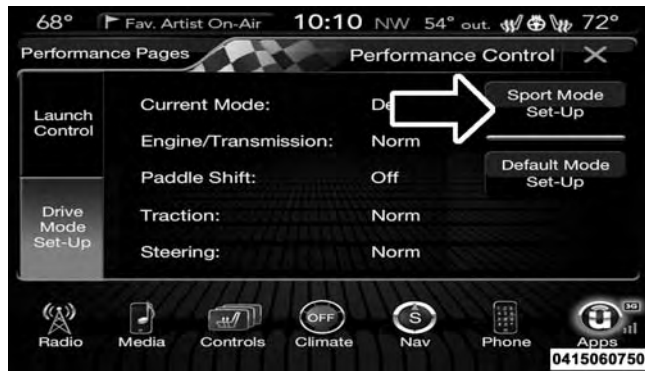 68° Fav. Artist On-Air 10:10 NW 54° out. 72°
Performance Pages Performance Control
Launch
Control
Drive
Mode
Set-Up
Current Mode: De
Engine/Transmission: Norm
Paddle Shift: Off
Traction: Norm
Steering: Norm
Sport Mode
Set-Up
Default Mode
Set-Up
OFF S 3G
Radio Media Controls Climate Nav Phone Apps
0415060750